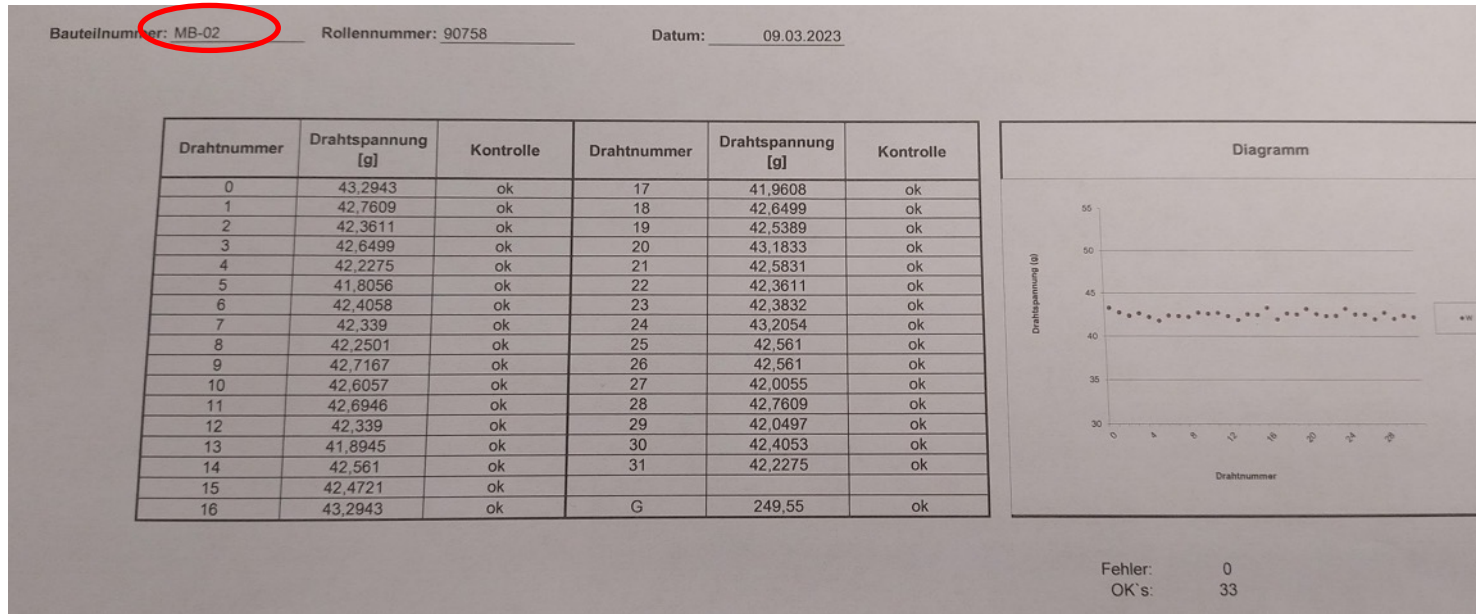 Bauteilnummer: MB-02 Rollennummer: 90758 Datum: 09.03.2023
Drahtnummer Drahtspannung [g] Kontrolle Drahtnummer Drahtspannung [g] Kontrolle
0 43,2943 ok 17 41,9608 ok
1 42,7609 ok 18 42,6499 ok
2 42,3611 ok 19 42,5389 ok
3 42,6499 ok 20 43,1833 ok
4 42,2275 ok 21 42,5831 ok
5 41,8056 ok 22 42,3611 ok
6 42,4058 ok 23 42,3832 ok
7 42,339 ok 24 43,2054 ok
8 42,2501 ok 25 42,561 ok
9 42,7167 ok 26 42,561 ok
10 42,6057 ok 27 42,0055 ok
11 42,6946 ok 28 42,7609 ok
12 42,339 ok 29 42,0497 ok
13 41,8945 ok 30 42,4053 ok
14 42,561 ok 31 42,2275 ok
15 42,4721 ok
16 43,2943 ok G 249,55 ok
Diagramm
Drahtspannung (g)
55
50
45
40
35
30
0 4 8 12 16 20 24 28
Drahtnummer
Fehler: 0
OK`s: 33